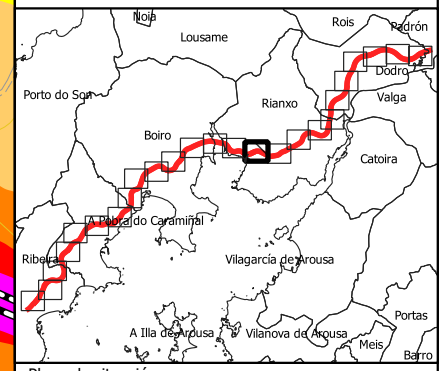 Noia
Rois
Padrón
Lousame
Dodro
Porto do Son
Rianxo
Valga
Boiro
Catoira
A Pobra do Caramiñal
Ribeira
Vilagarcía de Arousa
Portas
A Illa de Arousa
Vilanova de Arousa
Meis
Barro